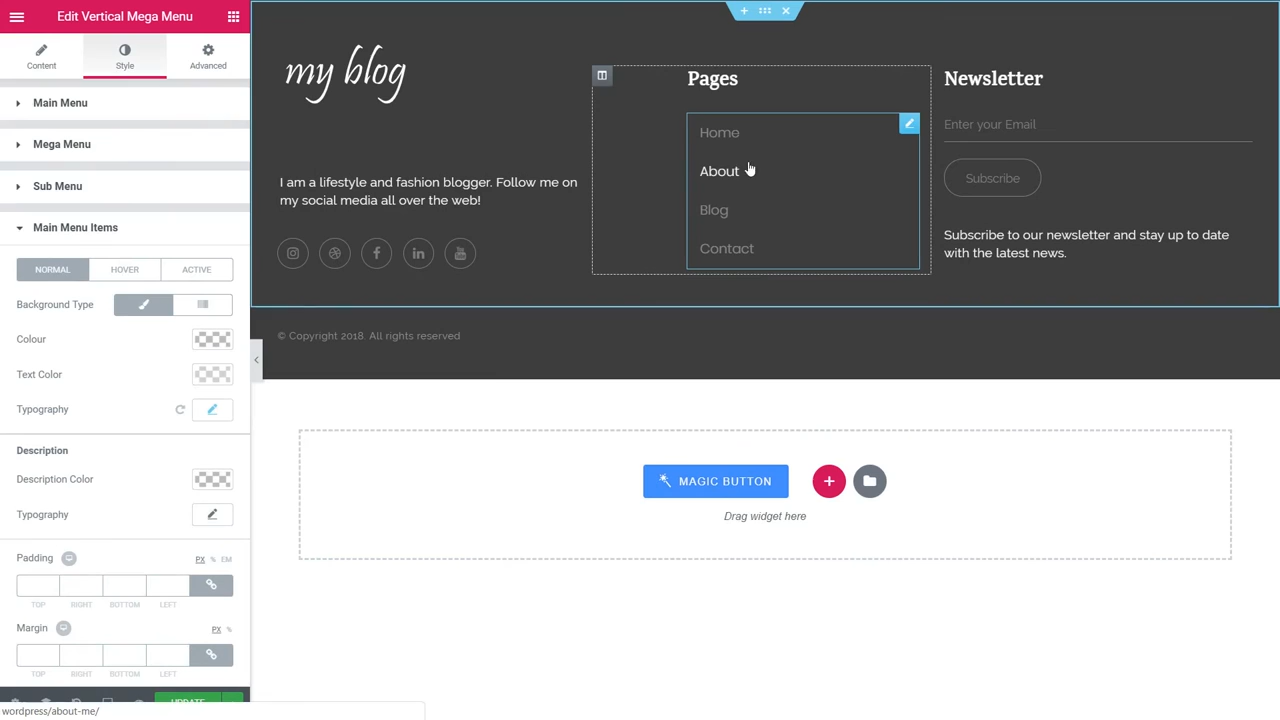 Edit Vertical Mega Menu
Content
Style
Advanced
Main Menu
Mega Menu
Sub Menu
Main Menu Items
NORMAL
HOVER
ACTIVE
Background Type
Colour
Text Color
Typography
Description
Description Color
Typography
Padding
PX % EM
TOP RIGHT BOTTOM LEFT
Margin
PX %
TOP RIGHT BOTTOM LEFT
UPDATE
wordpress/about-me/
my blog
I am a lifestyle and fashion blogger. Follow me on
my social media all over the web!
Pages
Home
About
Blog
Contact
Newsletter
Enter your Email
Subscribe
Subscribe to our newsletter and stay up to date
with the latest news.
© Copyright 2018. All rights reserved
MAGIC BUTTON
Drag widget here